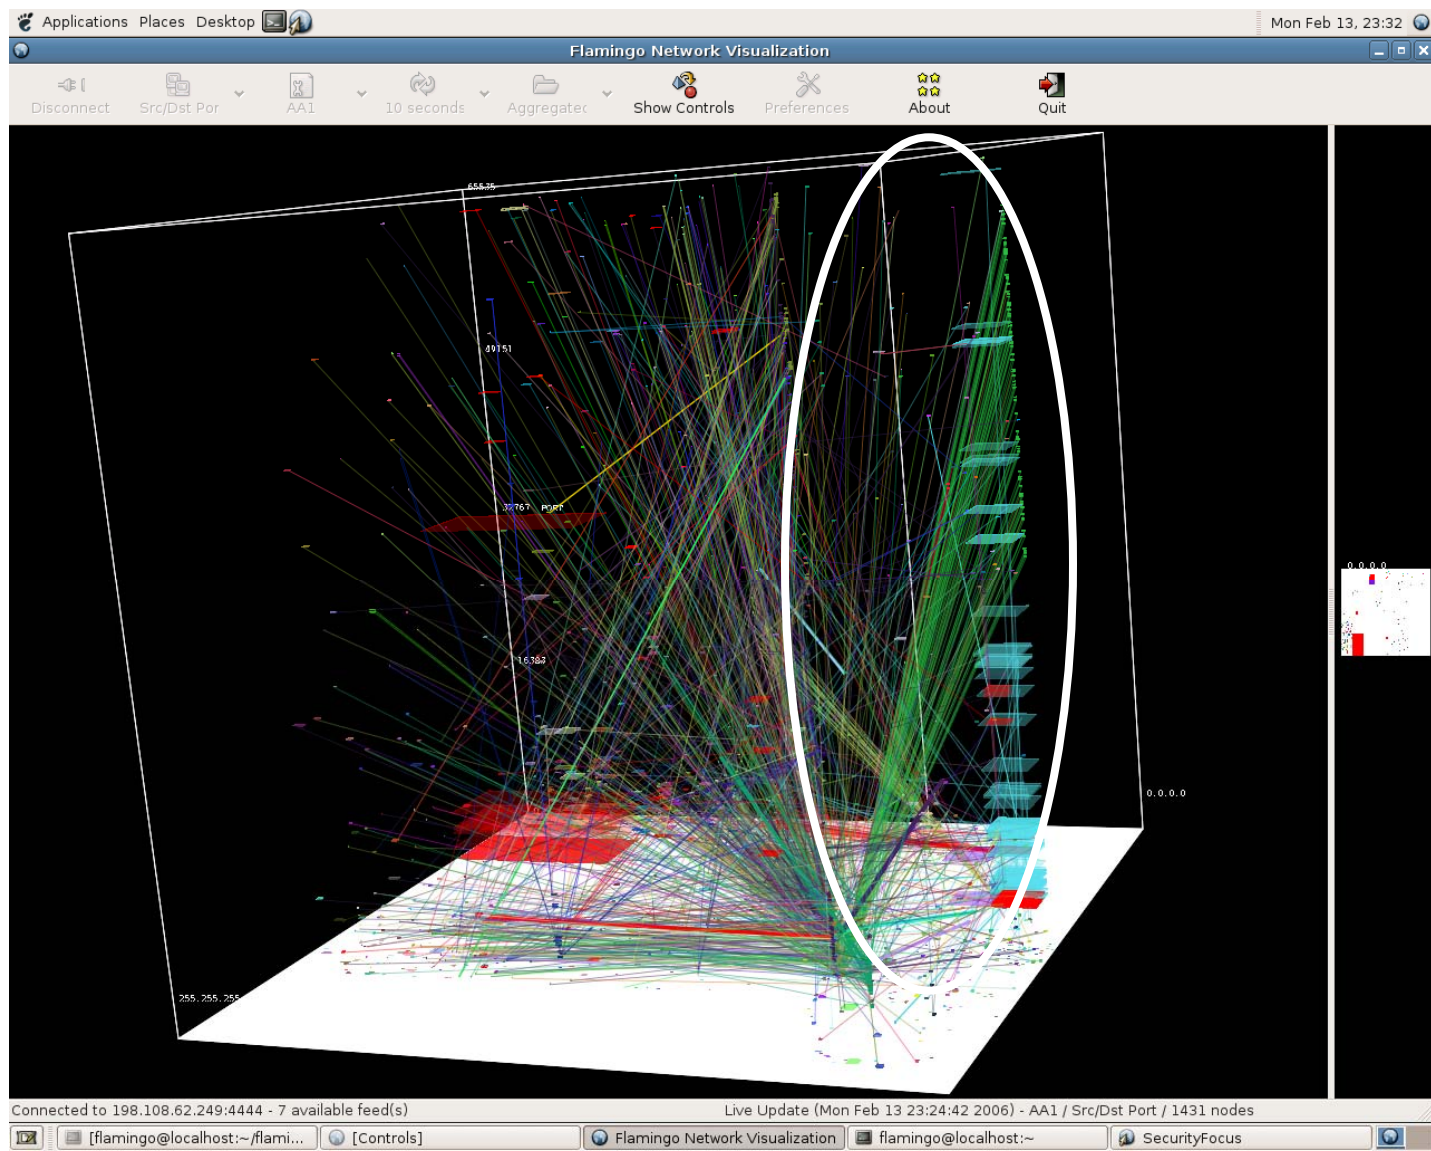 Applications Places Desktop Mon Feb 13, 23:32
Flamingo Network Visualization
Disconnect Src/Dst Por AA1 10 seconds Aggregatec Show Controls Preferences About Quit
65535
49151
32767 PORT
16383
0.0.0.0
0.0.0.0
255.255.255
Connected to 198.108.62.249:4444 - 7 available feed(s) Live Update (Mon Feb 13 23:24:42 2006) - AA1 / Src/Dst Port / 1431 nodes
[flamingo@localhost:~/flami... [Controls] Flamingo Network Visualization flamingo@localhost:~ SecurityFocus